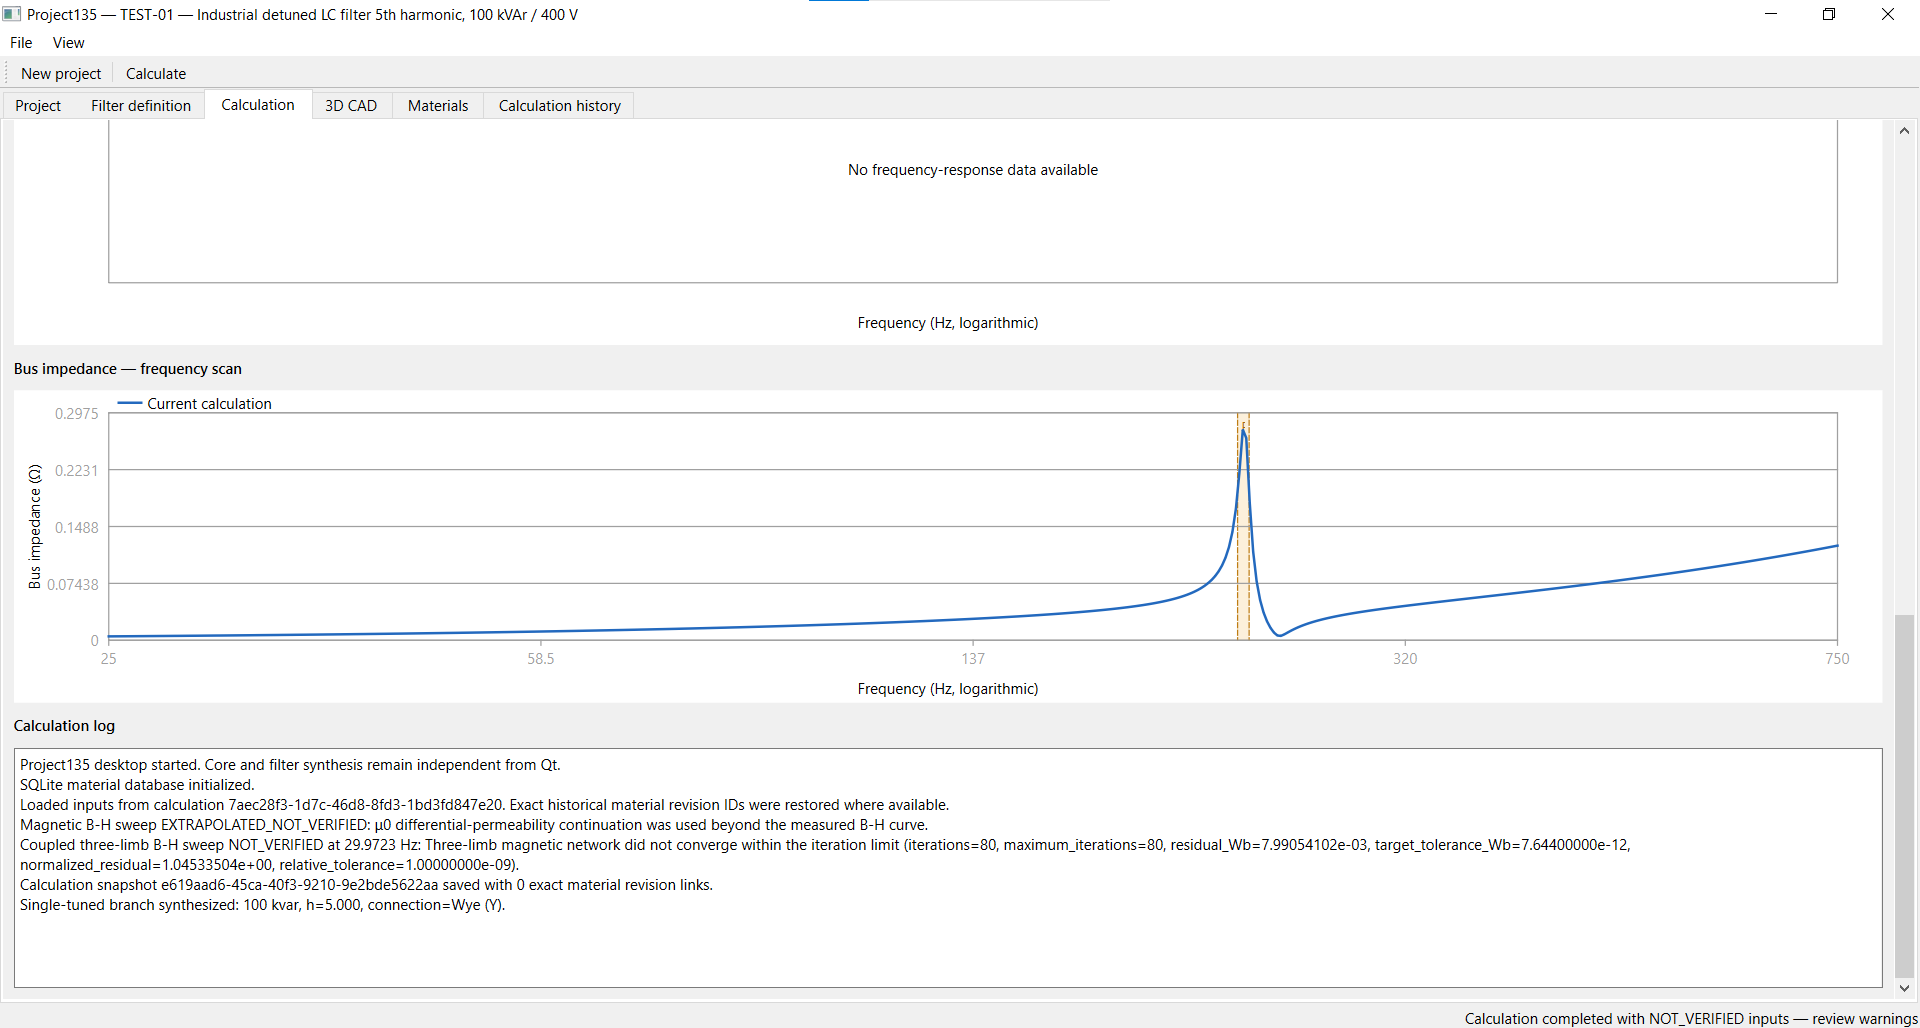 Project135 — TEST-01 — Industrial detuned LC filter 5th harmonic, 100 kVAr / 400 V
File View
New project Calculate
Project Filter definition Calculation 3D CAD Materials Calculation history
No frequency-response data available
Frequency (Hz, logarithmic)
Bus impedance — frequency scan
Current calculation
Bus impedance (Ω)
0.2975
0.2231
0.1488
0.07438
0
25 58.5 137 320 750
Frequency (Hz, logarithmic)
Calculation log
Project135 desktop started. Core and filter synthesis remain independent from Qt.
SQLite material database initialized.
Loaded inputs from calculation 7aec28f3-1d7c-46d8-8fd3-1bd3fd847e20. Exact historical material revision IDs were restored where available.
Magnetic B-H sweep EXTRAPOLATED_NOT_VERIFIED: µ0 differential-permeability continuation was used beyond the measured B-H curve.
Coupled three-limb B-H sweep NOT_VERIFIED at 29.9723 Hz: Three-limb magnetic network did not converge within the iteration limit (iterations=80, maximum_iterations=80, residual_Wb=7.99054102e-03, target_tolerance_Wb=7.64400000e-12,
normalized_residual=1.04533504e+00, relative_tolerance=1.00000000e-09).
Calculation snapshot e619aad6-45ca-40f3-9210-9e2bde5622aa saved with 0 exact material revision links.
Single-tuned branch synthesized: 100 kvar, h=5.000, connection=Wye (Y).
Calculation completed with NOT_VERIFIED inputs — review warnings